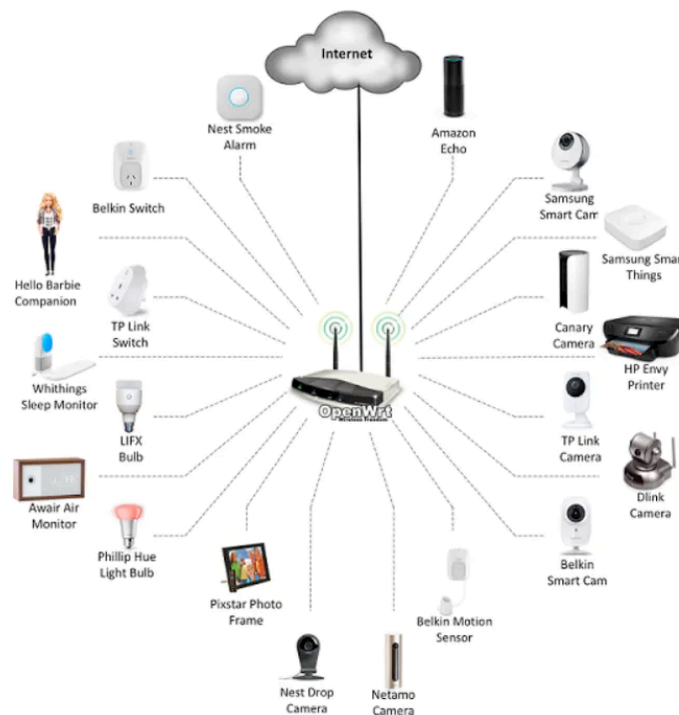 Internet
Nest Smoke
Alarm
Amazon
Echo
Belkin Switch
Samsung
Smart Cam
Hello Barbie
Companion
Samsung Smar
Things
TP Link
Switch
Canary
Camera
Whithings
Sleep Monitor
HP Envy
Printer
OpenWrt
Wireless Freedom
LIFX
Bulb
TP Link
Camera
Awair Air
Monitor
Dlink
Camera
Phillip Hue
Light Bulb
Belkin
Smart Cam
Pixstar Photo
Frame
Belkin Motion
Sensor
Nest Drop
Camera
Netamo
Camera